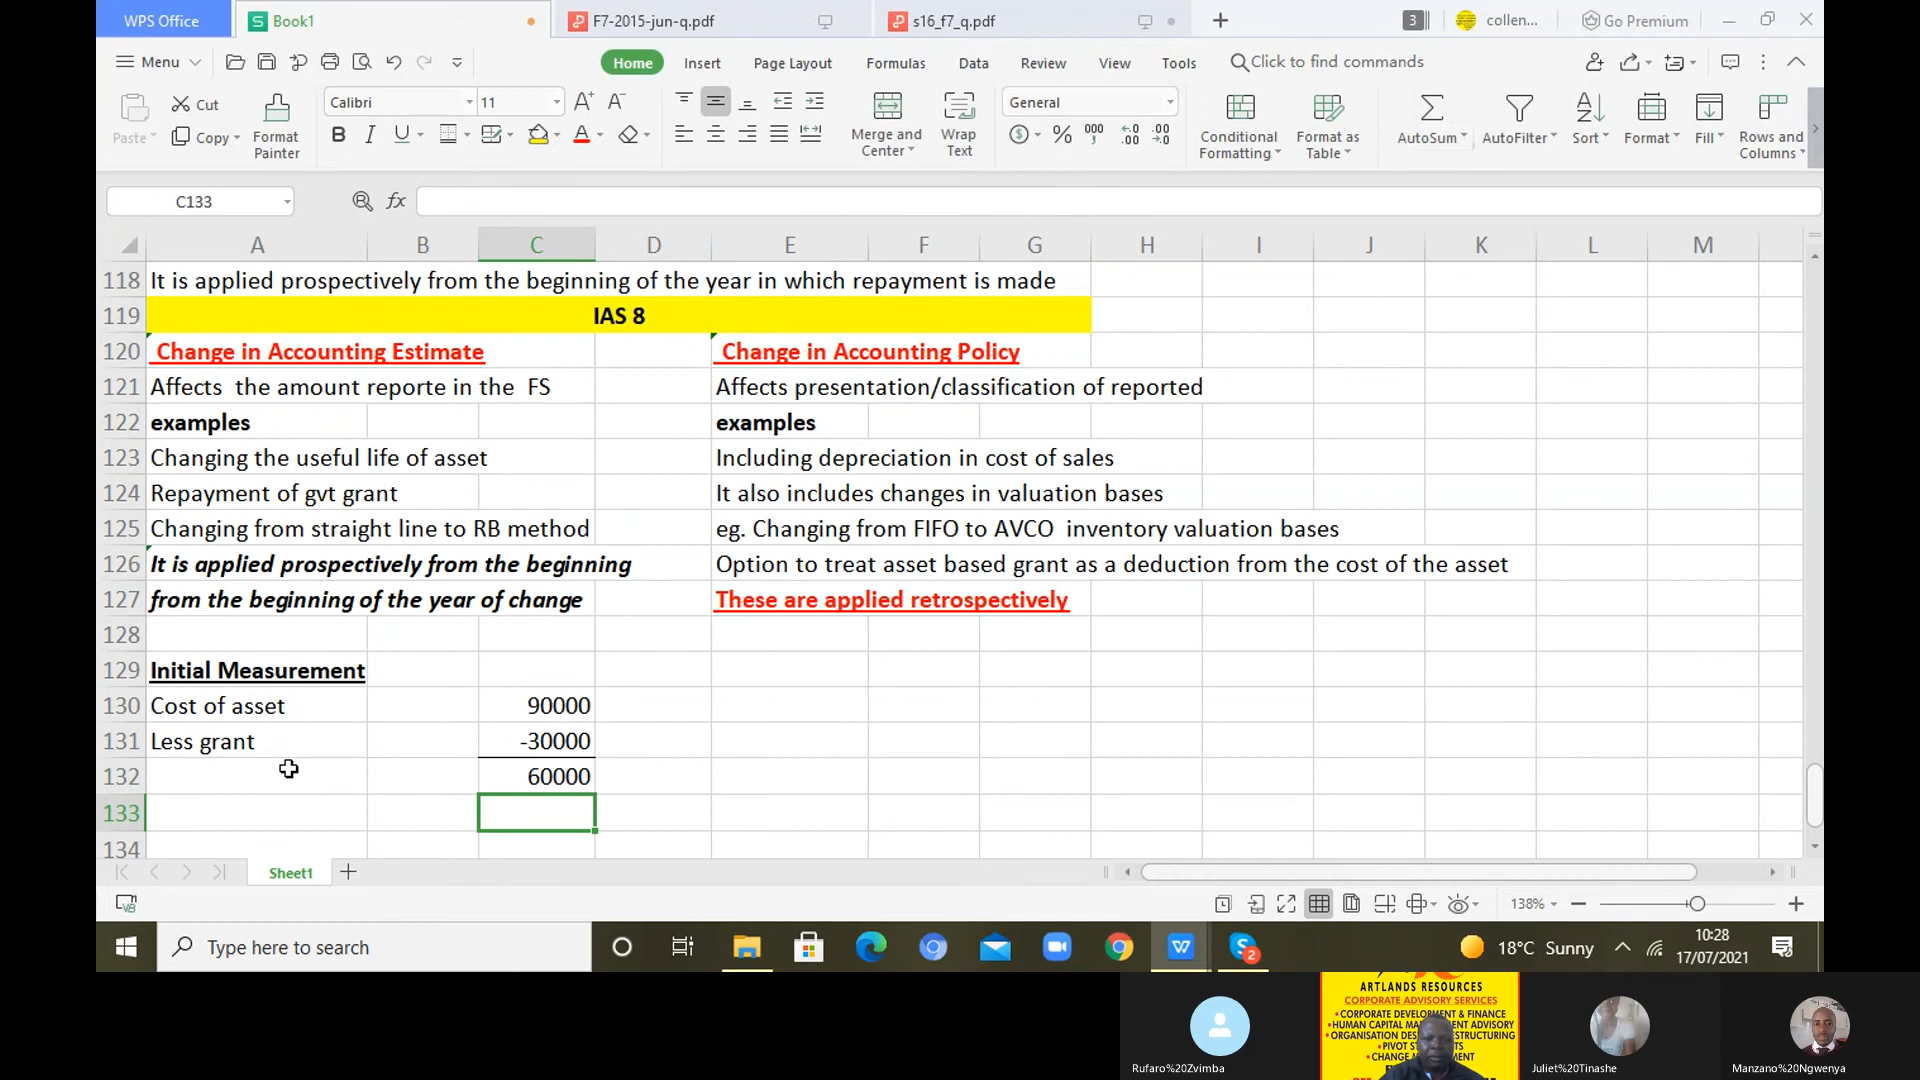 WPS Office
Book1
F7-2015-jun-q.pdf
s16_f7_q.pdf
3
collen...
Go Premium
Menu
Home
Insert
Page Layout
Formulas
Data
Review
View
Tools
Click to find commands
Paste
Cut
Copy
Format Painter
Calibri
11
General
Merge and Center
Wrap Text
Conditional Formatting
Format as Table
AutoSum
AutoFilter
Sort
Format
Fill
Rows and Columns
C133
fx
A B C D E F G H I J K L M
118 It is applied prospectively from the beginning of the year in which repayment is made
119 IAS 8
120 Change in Accounting Estimate Change in Accounting Policy
121 Affects the amount reporte in the FS Affects presentation/classification of reported
122 examples examples
123 Changing the useful life of asset Including depreciation in cost of sales
124 Repayment of gvt grant It also includes changes in valuation bases
125 Changing from straight line to RB method eg. Changing from FIFO to AVCO inventory valuation bases
126 It is applied prospectively from the beginning Option to treat asset based grant as a deduction from the cost of the asset
127 from the beginning of the year of change These are applied retrospectively
128
129 Initial Measurement
130 Cost of asset 90000
131 Less grant -30000
132 60000
133
134
Sheet1
138%
Type here to search
2
18°C Sunny
10:28
17/07/2021
ARTLANDS RESOURCES
CORPORATE ADVISORY SERVICES
• CORPORATE DEVELOPMENT & FINANCE
• HUMAN CAPITAL ADVISORY
• PIVOT
Rufaro%20Zvimba
Juliet%20Tinashe
Manzano%20Ngwenya